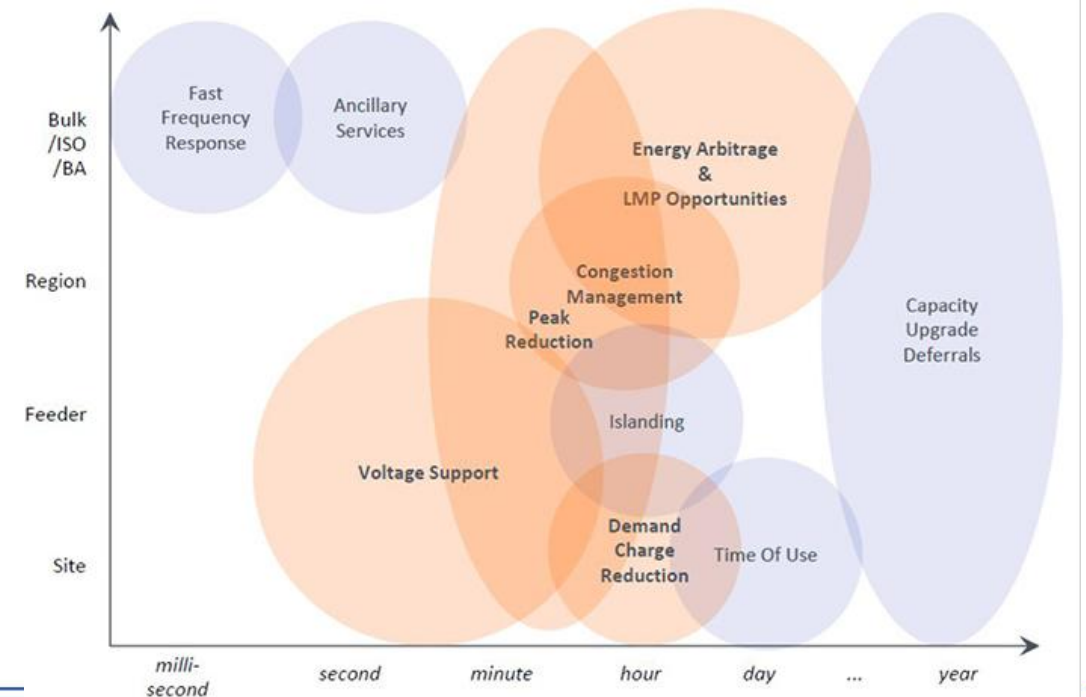 Bulk
/ISO
/BA
Region
Feeder
Site
Fast
Frequency
Response
Ancillary
Services
Energy Arbitrage
&
LMP Opportunities
Congestion
Management
Peak
Reduction
Capacity
Upgrade
Deferrals
Islanding
Voltage Support
Demand
Charge
Reduction
Time Of Use
milli-
second
second
minute
hour
day
...
year